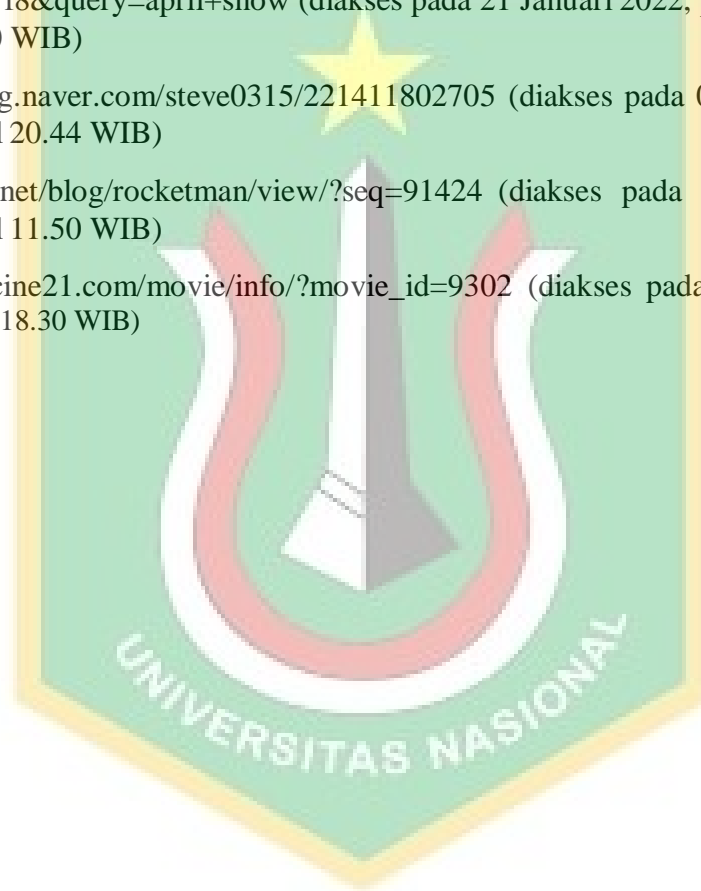 18&query=april+snow (diakses pada 21 Januari 2022,
WIB)
g.naver.com/steve0315/221411802705 (diakses pada 0
l 20.44 WIB)
net/blog/rocketman/view/?seq=91424 (diakses pada
l 11.50 WIB)
cine21.com/movie/info/?movie_id=9302 (diakses pada
18.30 WIB)
UNIVERSITAS NASIONAL